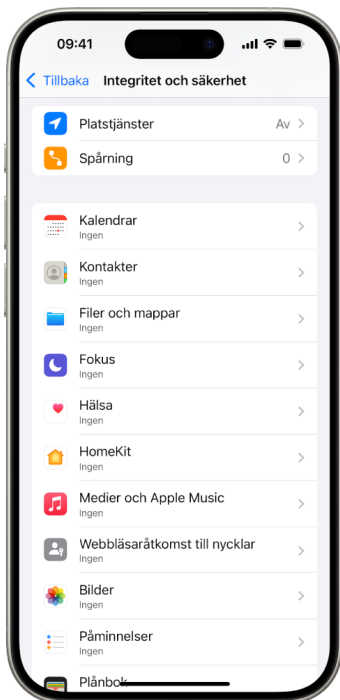 09:41
Tillbaka Integritet och säkerhet
Platstjänster Av
Spårning 0
Kalendrar
Ingen
Kontakter
Ingen
Filer och mappar
Ingen
Fokus
Ingen
Hälsa
Ingen
HomeKit
Ingen
Medier och Apple Music
Ingen
Webbläsaråtkomst till nycklar
Ingen
Bilder
Ingen
Påminnelser
Ingen
Plånbok